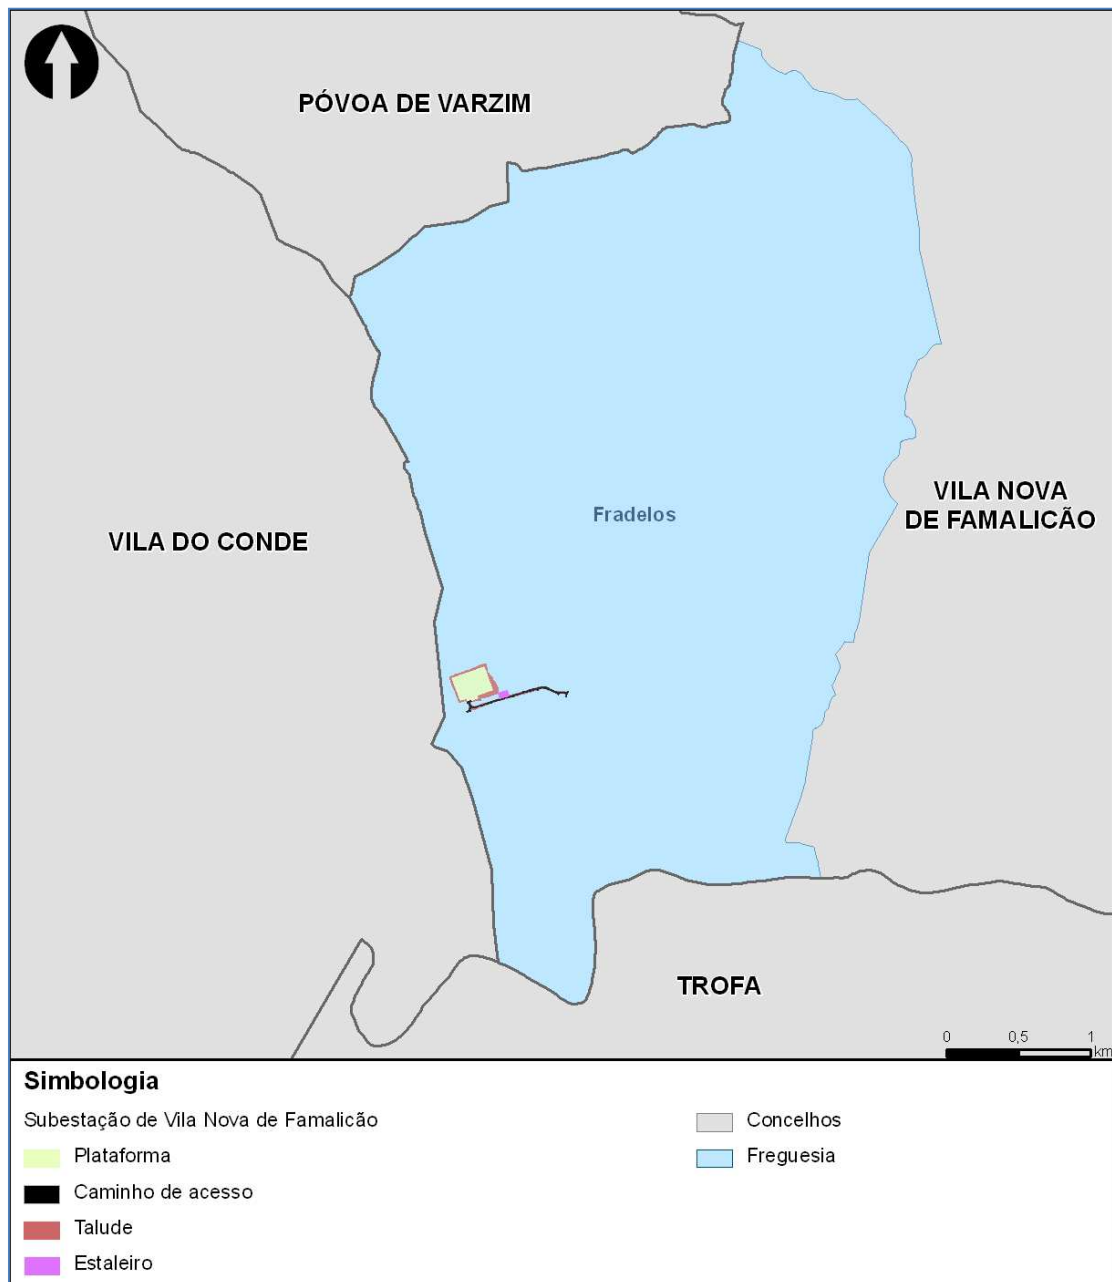 PÓVOA DE VARZIM
VILA NOVA
DE FAMALICÃO
Fradelos
VILA DO CONDE
TROFA
0 0,5 1
km
Simbologia
Subestação de Vila Nova de Famalicão
Plataforma
Caminho de acesso
Talude
Estaleiro
Concelhos
Freguesia